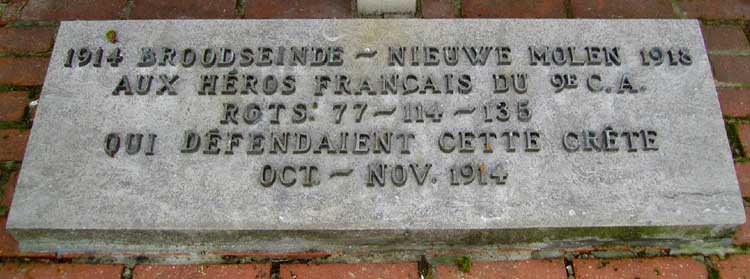 1914 BROODSEINDE - NIEUWE MOLEN 1918
AUX HÉROS FRANÇAIS DU 9E C.A.
RGTS. 77-114-135
QUI DÉFENDAIENT CETTE CRÊTE
OCT. - NOV. 1914